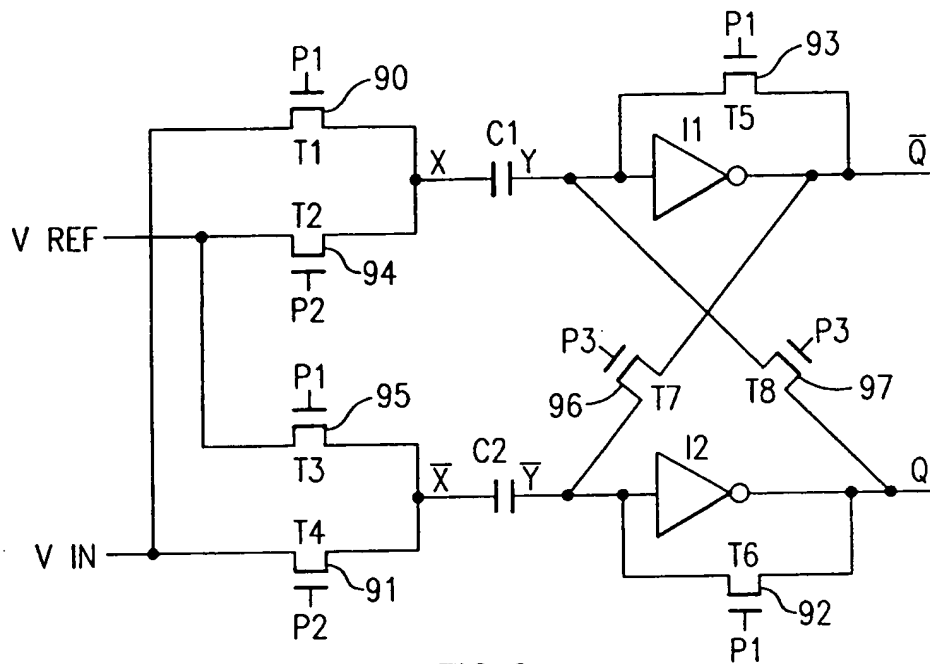 P1
90
T1
P1
93
T5
I1
C1
X
Y
Q̅
T2
V REF
94
P2
P3
P3
96
T7
T8
97
P1
95
T3
C2
X̅
Y̅
I2
Q
T4
V IN
91
P2
T6
92
P1